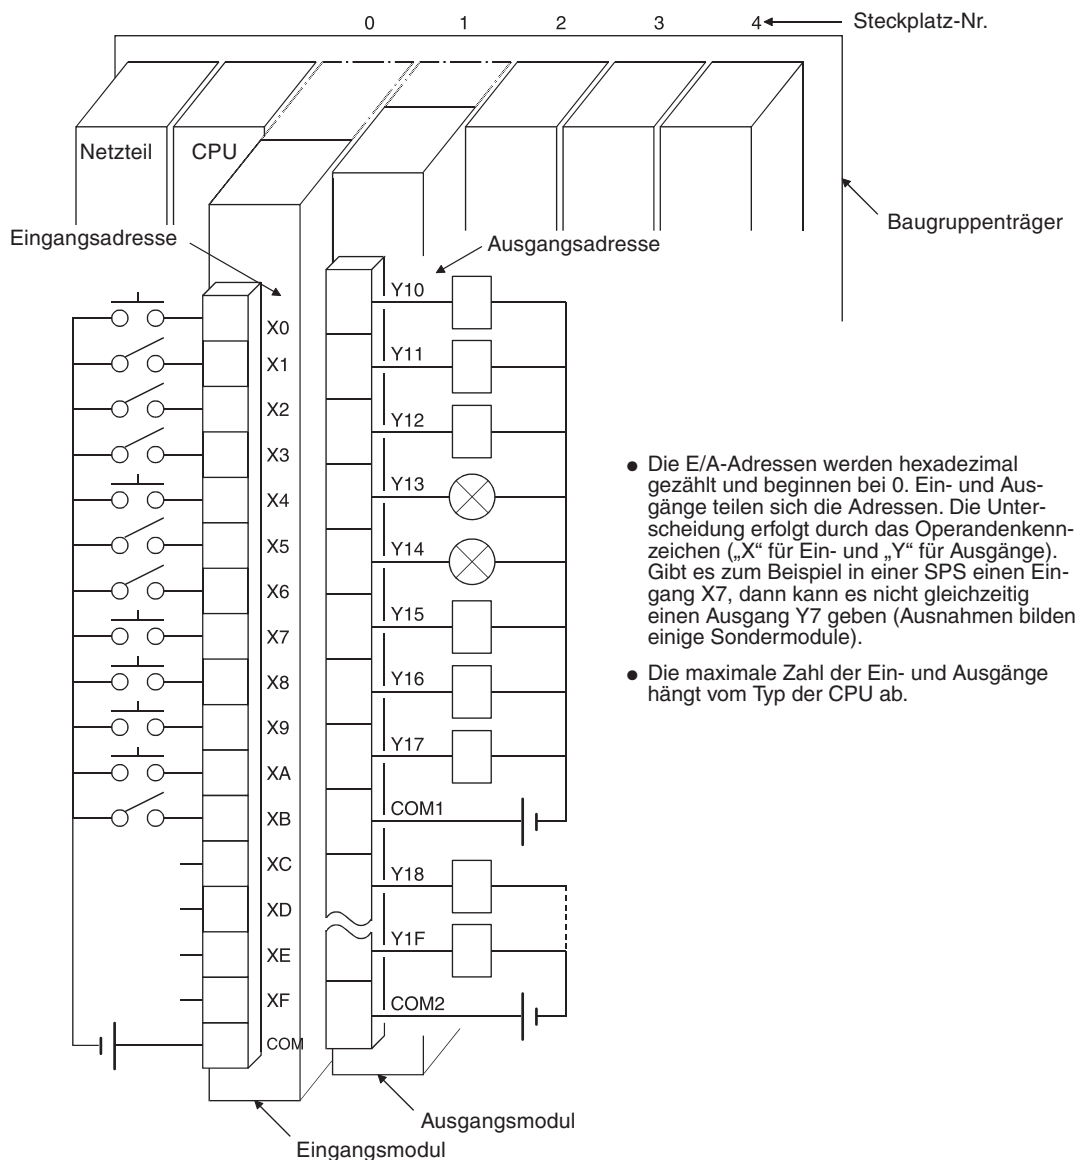 0 1 2 3 4 Steckplatz-Nr.
Netzteil CPU
Baugruppenträger
Eingangsadresse
Ausgangsadresse
X0
X1
X2
X3
X4
X5
X6
X7
X8
X9
XA
XB
XC
XD
XE
XF
COM
Y10
Y11
Y12
Y13
Y14
Y15
Y16
Y17
COM1
Y18
Y1F
COM2
● Die E/A-Adressen werden hexadezimal
gezählt und beginnen bei 0. Ein- und Aus-
gänge teilen sich die Adressen. Die Unter-
scheidung erfolgt durch das Operandenkenn-
zeichen („X“ für Ein- und „Y“ für Ausgänge).
Gibt es zum Beispiel in einer SPS einen Ein-
gang X7, dann kann es nicht gleichzeitig
einen Ausgang Y7 geben (Ausnahmen bilden
einige Sondermodule).
● Die maximale Zahl der Ein- und Ausgänge
hängt vom Typ der CPU ab.
Ausgangsmodul
Eingangsmodul